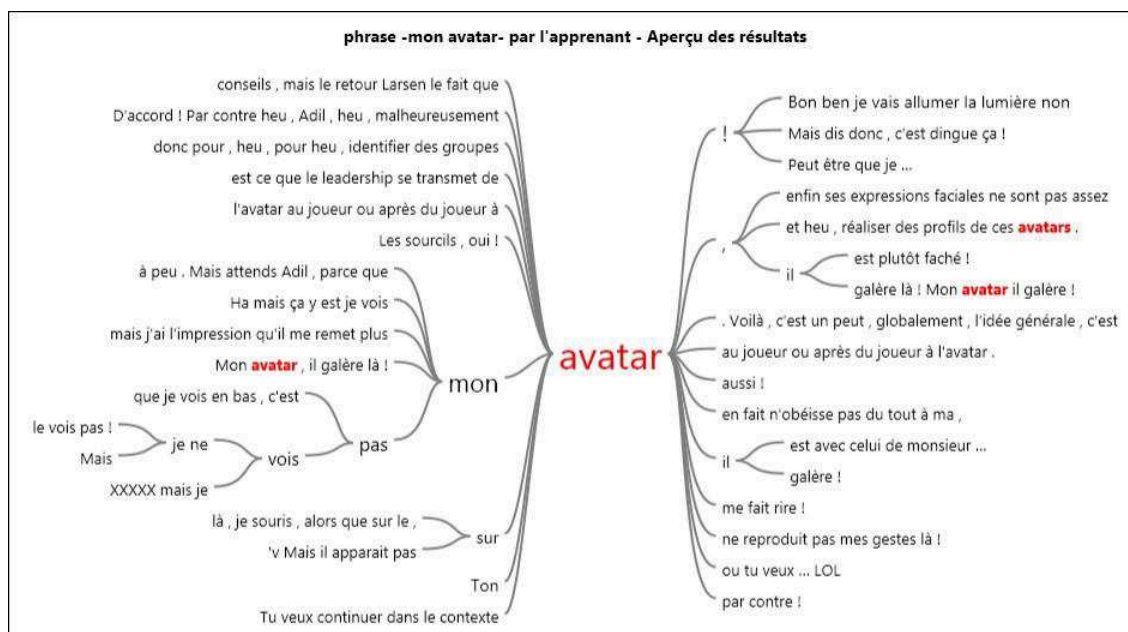 phrase -mon avatar- par l'apprenant - Aperçu des résultats
conseils , mais le retour Larsen le fait que
D'accord ! Par contre heu , Adil , heu , malheureusement
donc pour , heu , pour heu , identifier des groupes
est ce que le leadership se transmet de
l'avatar au joueur ou après du joueur à
Les sourcils , oui !
à peu . Mais attends Adil , parce que
Ha mais ça y est je vois
mais j'ai l'impression qu'il me remet plus
Mon avatar , il galère là !
mon
que je vois en bas , c'est
le vois pas !
Mais
je ne
XXXXX mais je
vois
pas
là , je souris , alors que sur le ,
'v Mais il apparait pas
sur
Ton
Tu veux continuer dans le contexte
avatar
!
Bon ben je vais allumer la lumière non
Mais dis donc , c'est dingue ça !
Peut être que je ...
,
enfin ses expressions faciales ne sont pas assez
et heu , réaliser des profils de ces avatars .
il
est plutôt faché !
galère là ! Mon avatar il galère !
. Voilà , c'est un peut , globalement , l'idée générale , c'est
au joueur ou après du joueur à l'avatar .
aussi !
en fait n'obéisse pas du tout à ma ,
il
est avec celui de monsieur ...
galère !
me fait rire !
ne reproduit pas mes gestes là !
ou tu veux ... LOL
par contre !